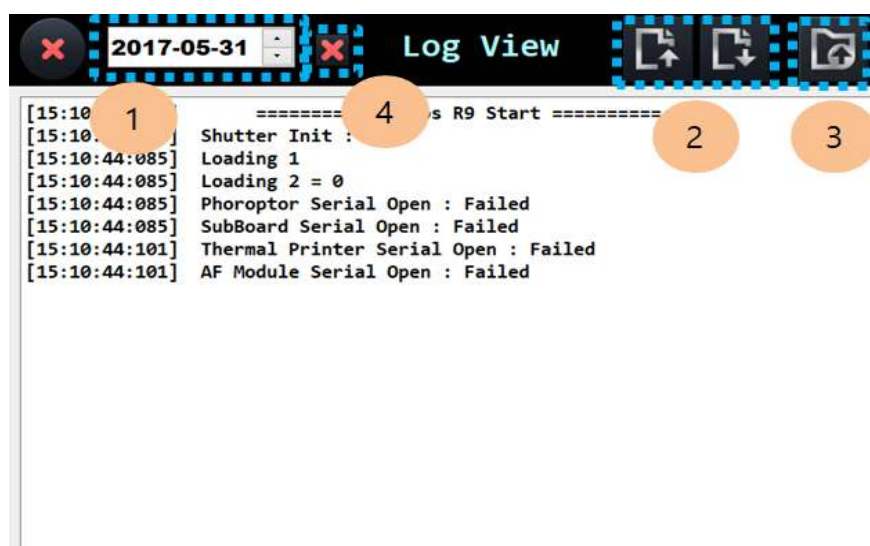 2017-05-31 Log View
1 4 2 3
[15:10 ========= s R9 Start ==========
[15:10: ] Shutter Init :
[15:10:44:085] Loading 1
[15:10:44:085] Loading 2 = 0
[15:10:44:085] Phoroptor Serial Open : Failed
[15:10:44:085] SubBoard Serial Open : Failed
[15:10:44:101] Thermal Printer Serial Open : Failed
[15:10:44:101] AF Module Serial Open : Failed